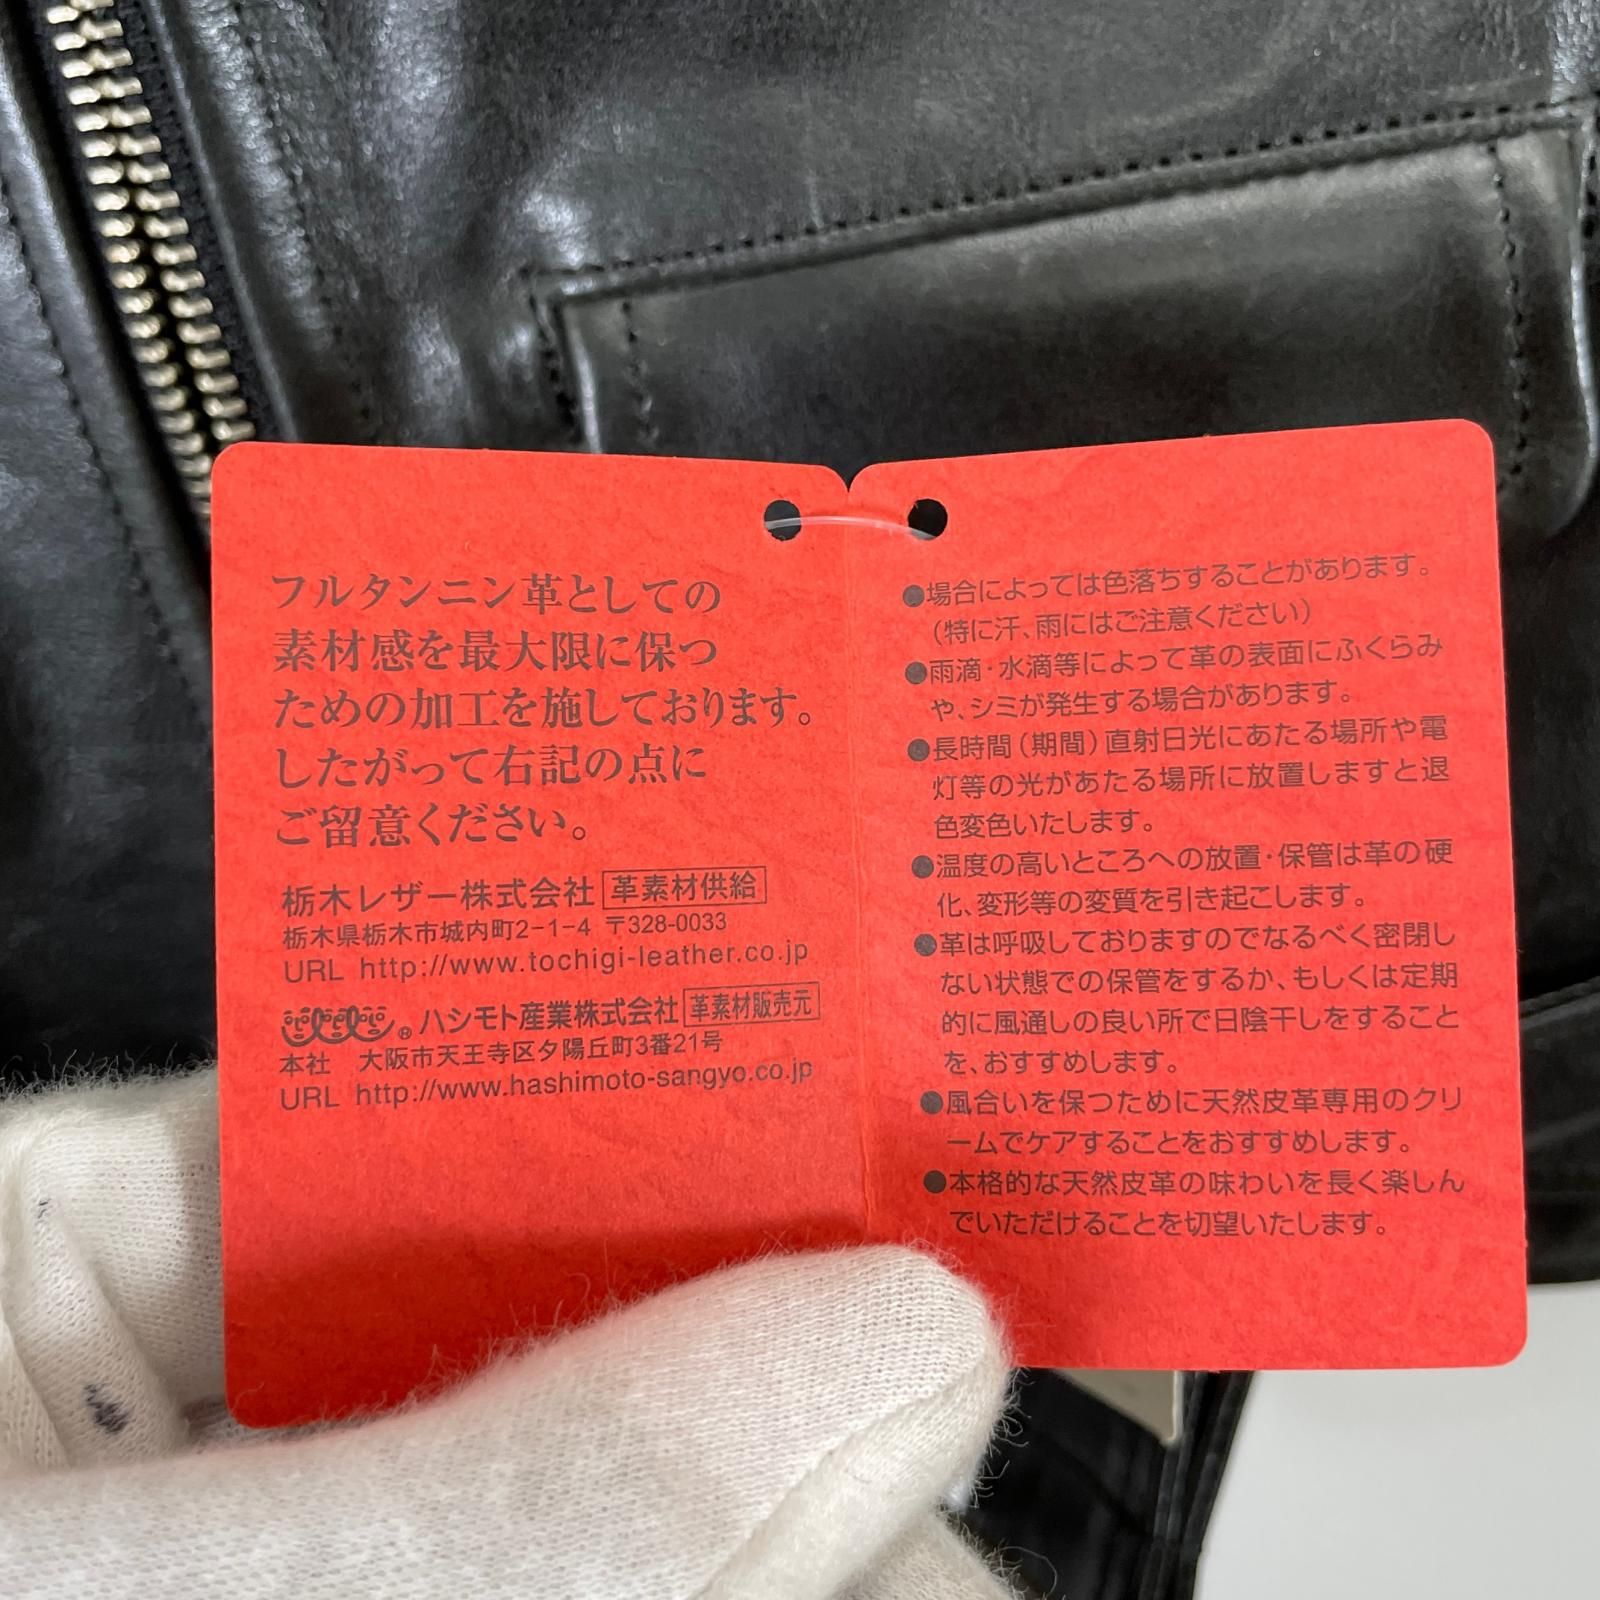 フルタンニン革としての
素材感を最大限に保つ
ための加工を施しております。
したがって右記の点に
ご留意ください。
栃木レザー株式会社 革素材供給
栃木県栃木市城内町2-1-4 〒328-0033
URL http://www.tochigi-leather.co.jp
® ハシモト産業株式会社 革素材販売元
本社 大阪市天王寺区夕陽丘町3番21号
URL http://www.hashimoto-sangyo.co.jp
●場合によっては色落ちすることがあります。
(特に汗、雨にはご注意ください)
●雨滴・水滴等によって革の表面にふくらみ
や、シミが発生する場合があります。
●長時間(期間)直射日光にあたる場所や電
灯等の光があたる場所に放置しますと退
色変色いたします。
●温度の高いところへの放置・保管は革の硬
化、変形等の変質を引き起こします。
●革は呼吸しておりますのでなるべく密閉し
ない状態での保管をするか、もしくは定期
的に風通しの良い所で日陰干しをすること
を、おすすめします。
●風合いを保つために天然皮革専用のクリ
ームでケアすることをおすすめします。
●本格的な天然皮革の味わいを長く楽しん
でいただけることを切望いたします。